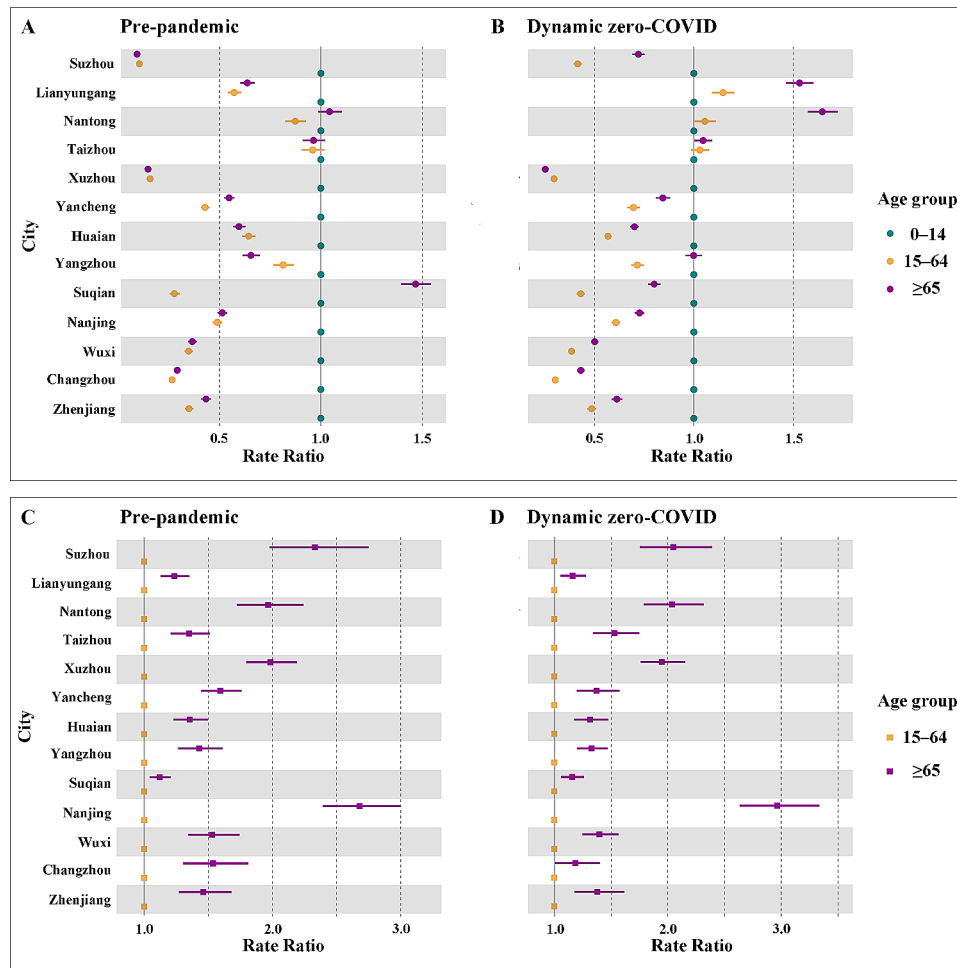 A Pre-pandemic
B Dynamic zero-COVID
Suzhou
Lianyungang
Nantong
Taizhou
Xuzhou
Yancheng
Huaian
Yangzhou
Suqian
Nanjing
Wuxi
Changzhou
Zhenjiang
City
0.5 1.0 1.5
Rate Ratio
0.5 1.0 1.5
Rate Ratio
Age group
0–14
15–64
≥65
C Pre-pandemic
D Dynamic zero-COVID
Suzhou
Lianyungang
Nantong
Taizhou
Xuzhou
Yancheng
Huaian
Yangzhou
Suqian
Nanjing
Wuxi
Changzhou
Zhenjiang
City
1.0 2.0 3.0
Rate Ratio
1.0 2.0 3.0
Rate Ratio
Age group
15–64
≥65